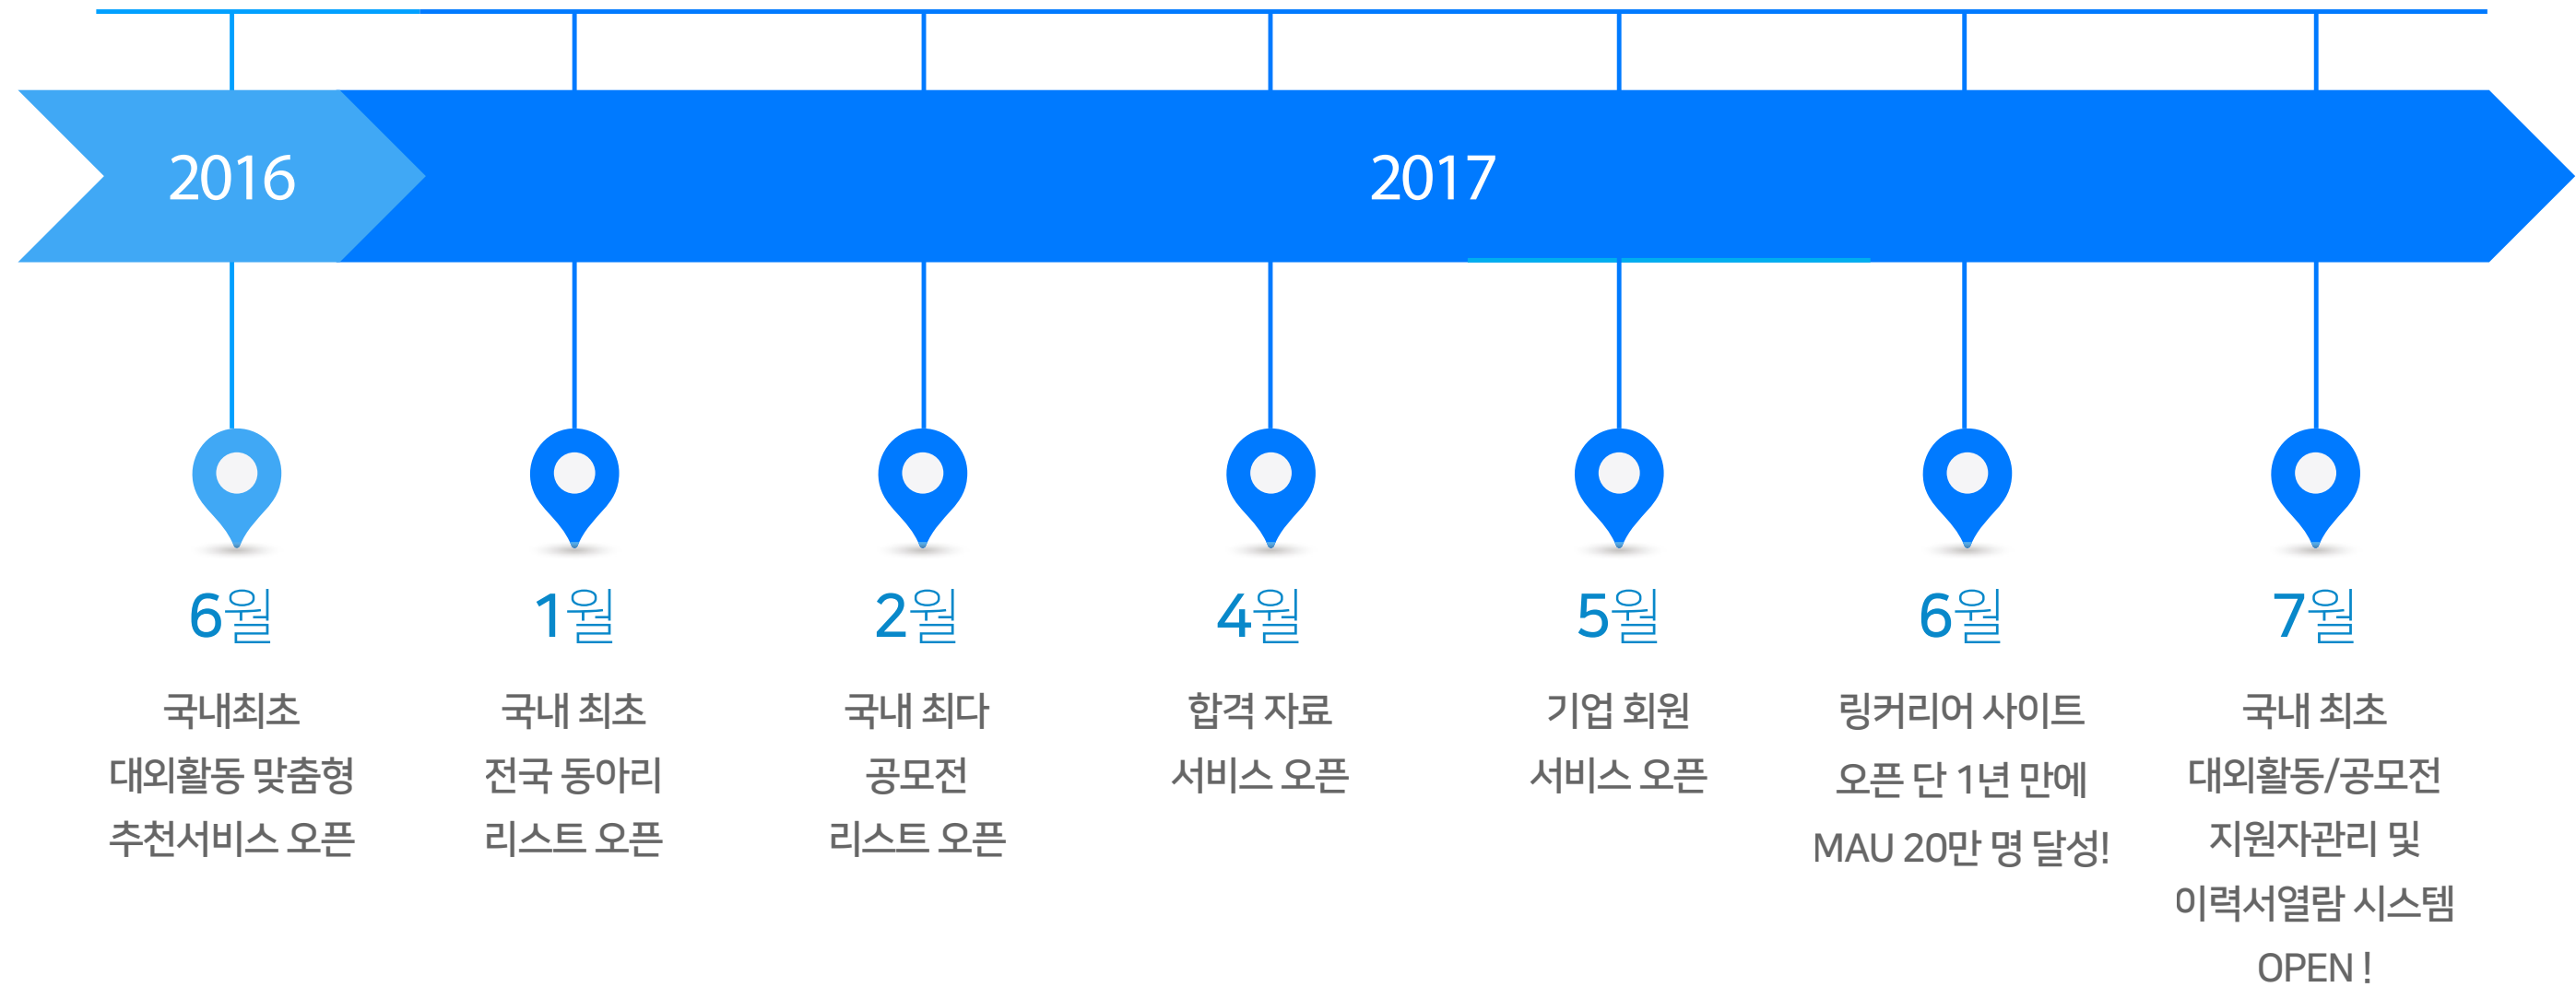 2016
2017
6월
국내최초
대외활동 맞춤형
추천서비스 오픈
1월
국내 최초
전국 동아리
리스트 오픈
2월
국내 최다
공모전
리스트 오픈
4월
합격 자료
서비스 오픈
5월
기업 회원
서비스 오픈
6월
링커리어 사이트
오픈 단 1년 만에
MAU 20만 명 달성!
7월
국내 최초
대외활동/공모전
지원자관리 및
이력서열람 시스템
OPEN !